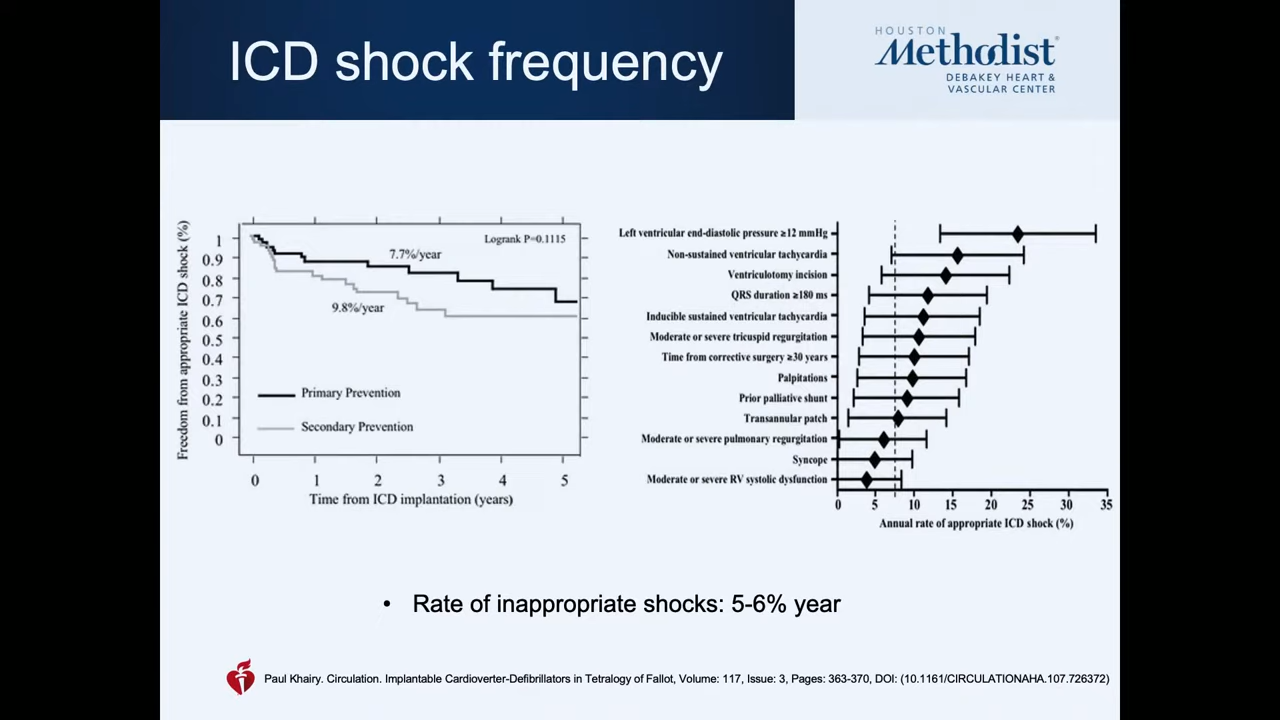 ICD shock frequency
HOUSTON
Methodist®
DEBAKEY HEART &
VASCULAR CENTER
Freedom from appropriate ICD shock (%)
1
0.9
0.8
0.7
0.6
0.5
0.4
0.3
0.2
0.1
0
Logrank P=0.1115
7.7%/year
9.8%/year
Primary Prevention
Secondary Prevention
0 1 2 3 4 5
Time from ICD implantation (years)
Left ventricular end-diastolic pressure ≥12 mmHg
Non-sustained ventricular tachycardia
Ventriculotomy incision
QRS duration ≥180 ms
Inducible sustained ventricular tachycardia
Moderate or severe tricuspid regurgitation
Time from corrective surgery ≥30 years
Palpitations
Prior palliative shunt
Transannular patch
Moderate or severe pulmonary regurgitation
Syncope
Moderate or severe RV systolic dysfunction
0 5 10 15 20 25 30 35
Annual rate of appropriate ICD shock (%)
• Rate of inappropriate shocks: 5-6% year
Paul Khairy. Circulation. Implantable Cardioverter-Defibrillators in Tetralogy of Fallot, Volume: 117, Issue: 3, Pages: 363-370, DOI: (10.1161/CIRCULATIONAHA.107.726372)